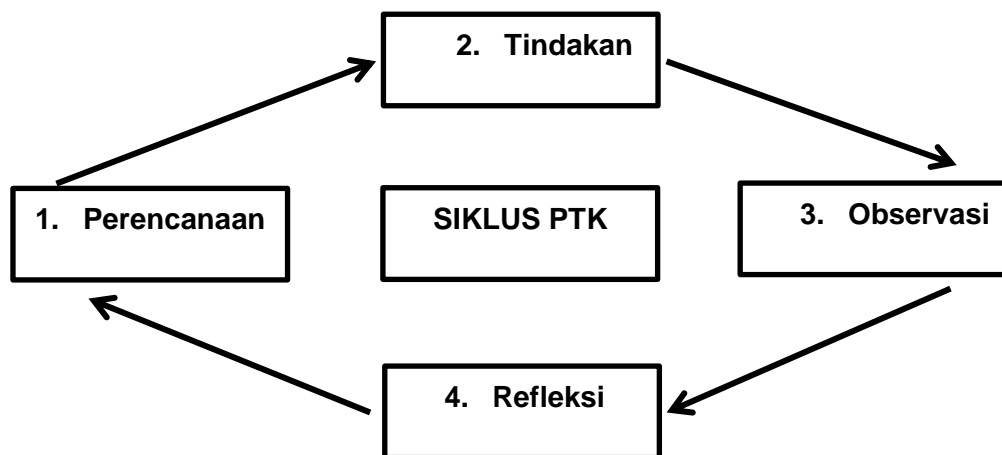 2. Tindakan
1. Perencanaan
SIKLUS PTK
3. Observasi
4. Refleksi